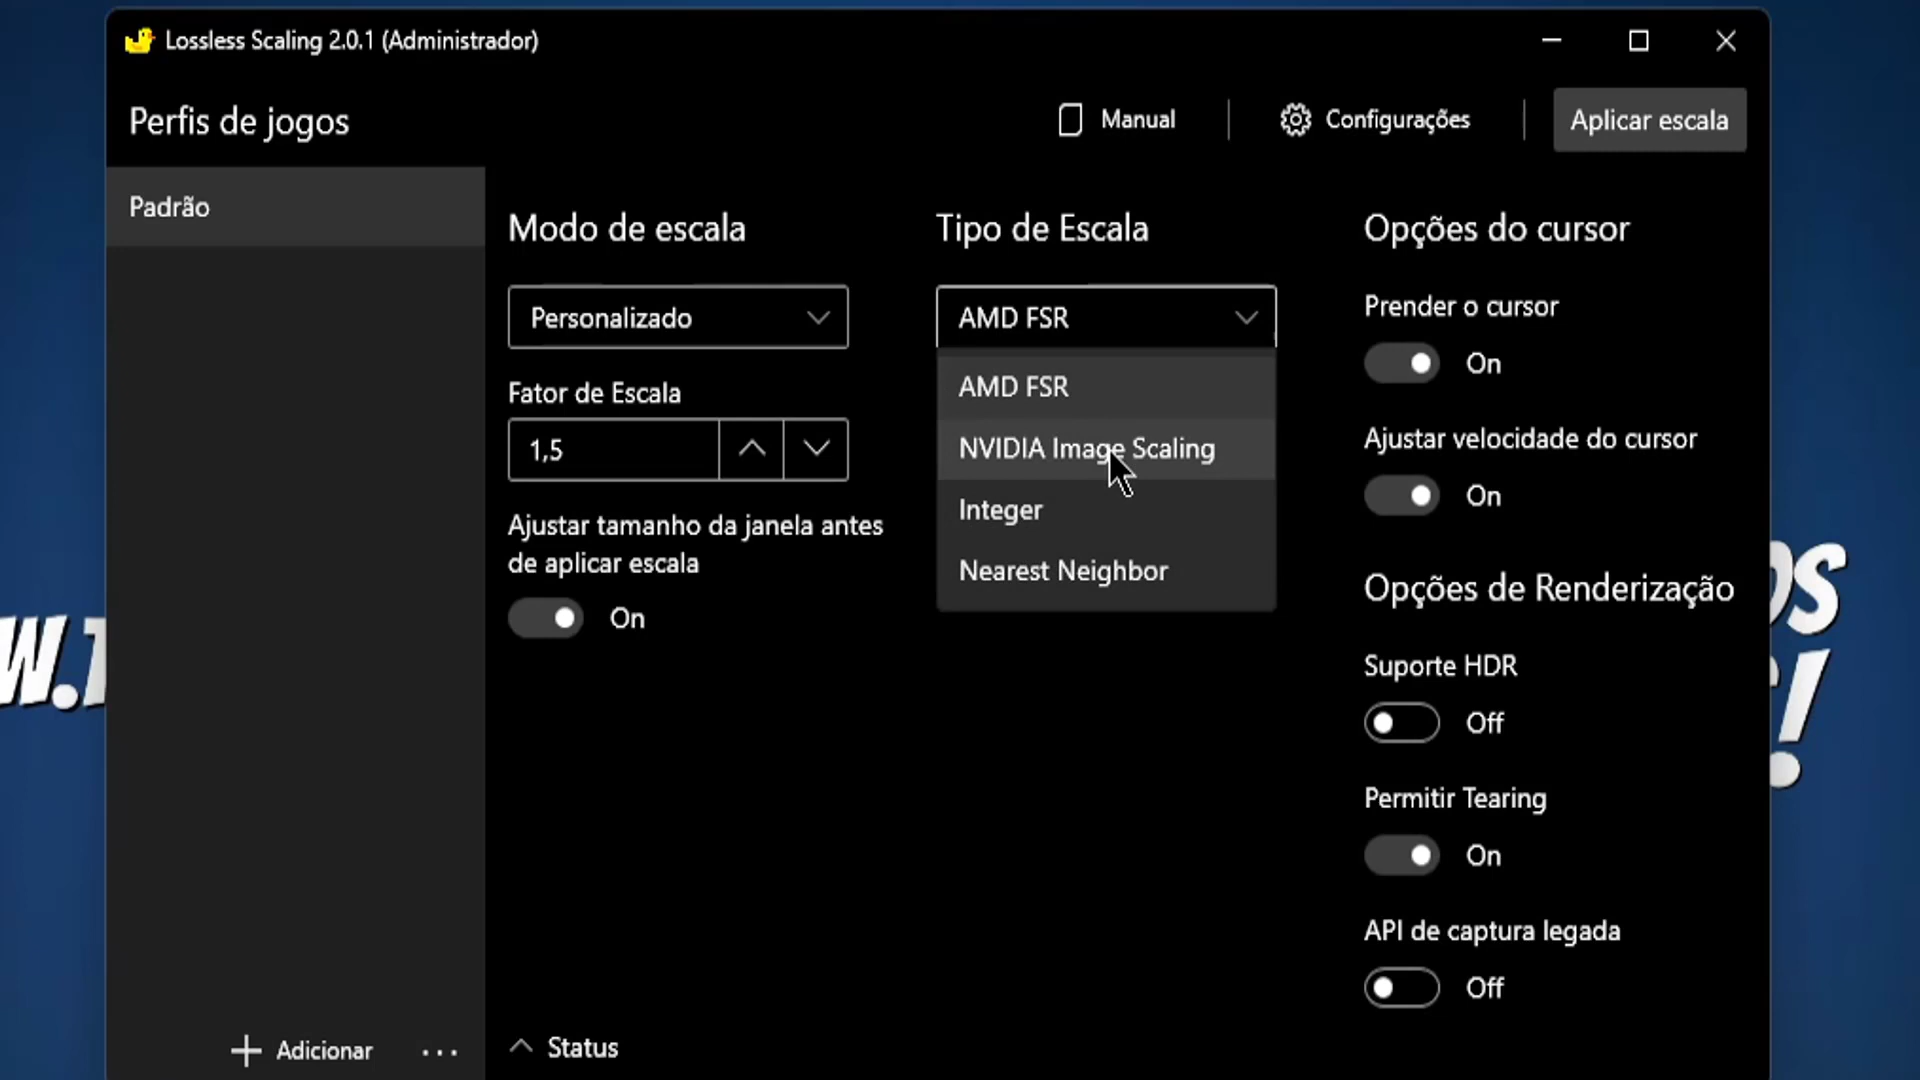 Lossless Scaling 2.0.1 (Administrador)
Perfis de jogos
Manual
Configurações
Aplicar escala
Padrão
Modo de escala
Personalizado
Fator de Escala
1,5
Ajustar tamanho da janela antes
de aplicar escala
On
Tipo de Escala
AMD FSR
AMD FSR
NVIDIA Image Scaling
Integer
Nearest Neighbor
Opções do cursor
Prender o cursor
On
Ajustar velocidade do cursor
On
Opções de Renderização
Suporte HDR
Off
Permitir Tearing
On
API de captura legada
Off
Adicionar
Status